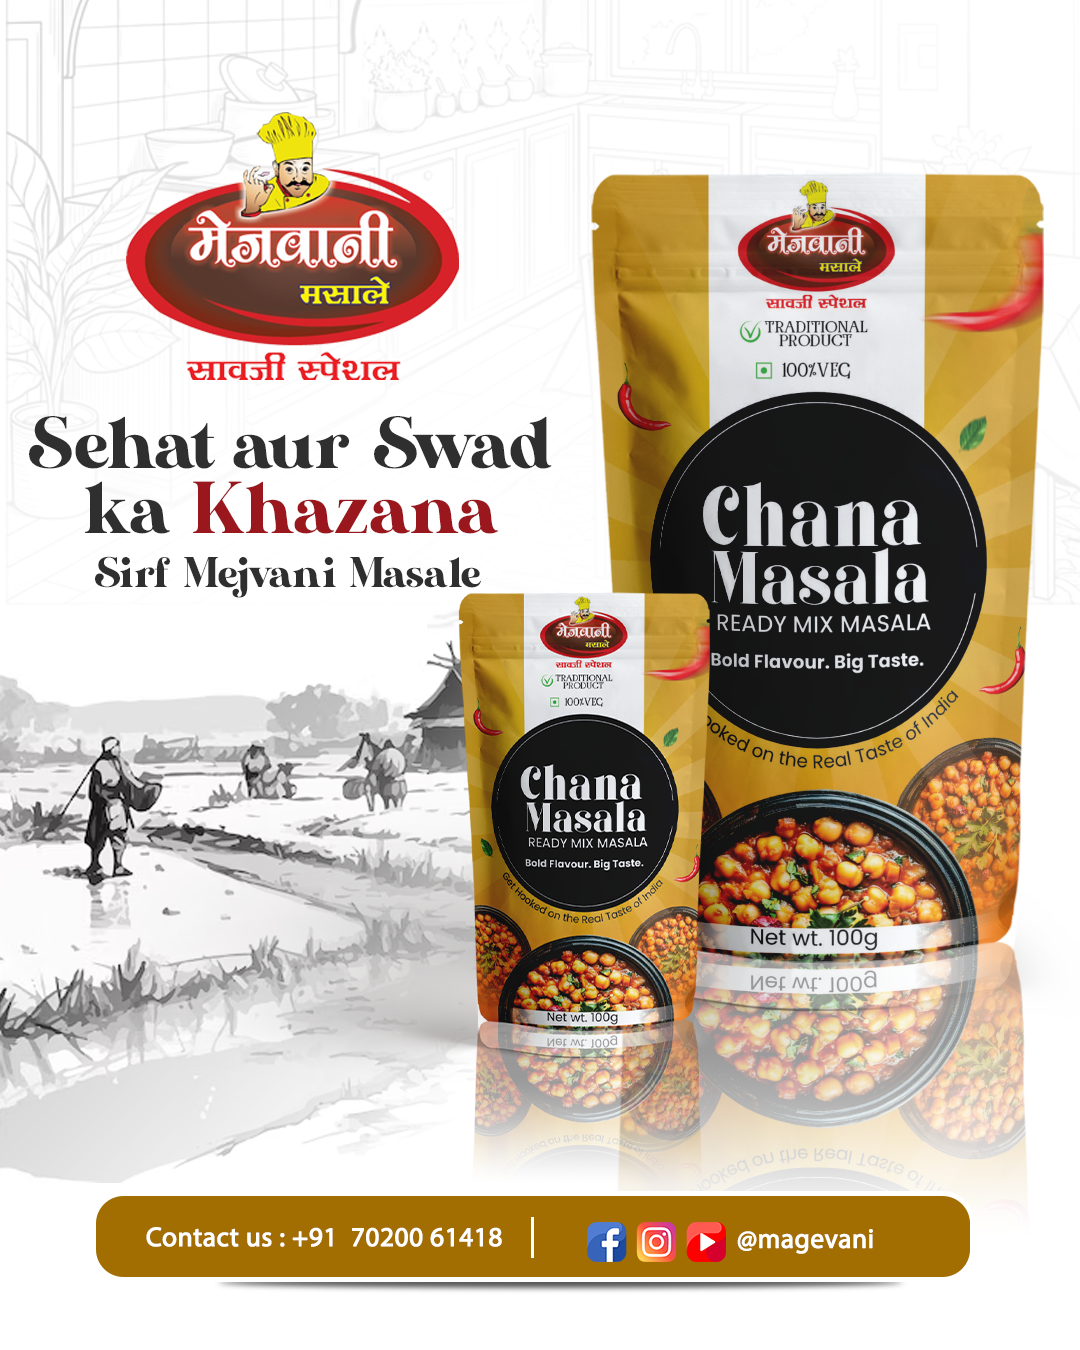 मेजवानी
मसाले
सावजी स्पेशल
Sehat aur Swad
ka Khazana
Sirf Mejvani Masale
मेजवानी
मसाले
सावजी स्पेशल
TRADITIONAL
PRODUCT
100%VEG
Chana
Masala
READY MIX MASALA
Bold Flavour. Big Taste.
on the Real Taste of India
Net wt. 100g
मेजवानी
मसाले
सावजी स्पेशल
TRADITIONAL
PRODUCT
100%VEG
Chana
Masala
READY MIX MASALA
Bold Flavour. Big Taste.
Get Hooked on the Real Taste of India
Net wt. 100g
Contact us : +91 70200 61418
@magevani